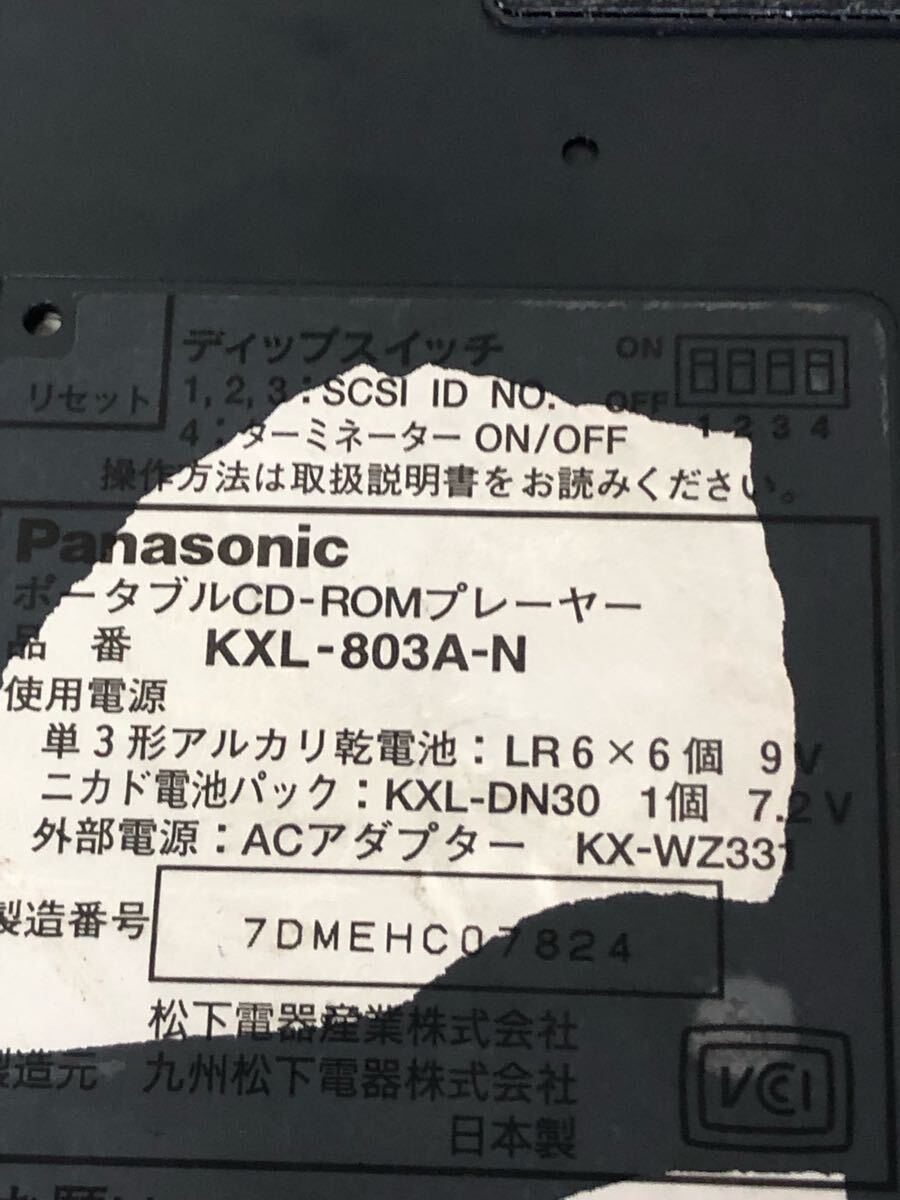 ディップスイッチ
ON
1,2,3:SCSI ID NO.
OFF
リセット
1 2 3 4
4:ターミネーター ON/OFF
操作方法は取扱説明書をお読みください。
Panasonic
ポータブルCD-ROMプレーヤー
品 番 KXL-803A-N
使用電源
単3形アルカリ乾電池:LR6×6個 9V
ニカド電池パック:KXL-DN30 1個 7.2V
外部電源:ACアダプター KX-WZ331
製造番号 7DMEHC07824
松下電器産業株式会社
製造元 九州松下電器株式会社
日本製
VCCI